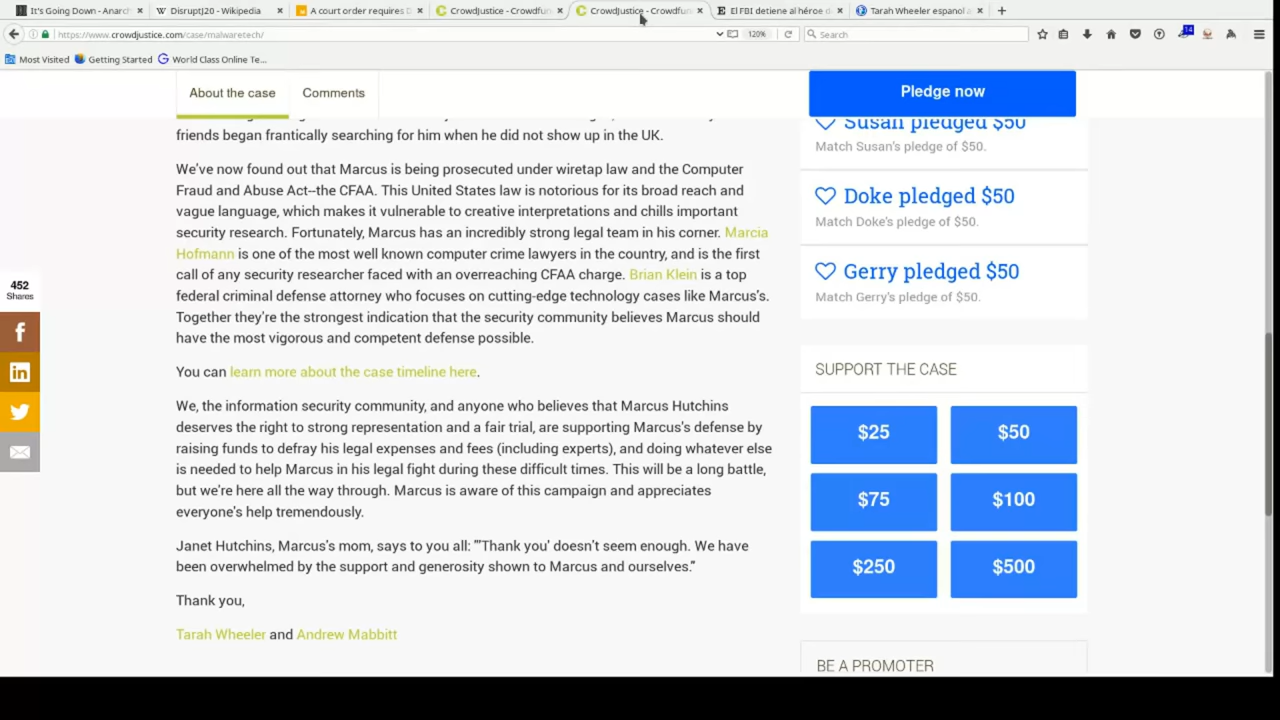 It's Going Down - Anarc
DisruptJ20 - Wikipedia
A court order requires D
CrowdJustice - Crowdfun
CrowdJustice - Crowdfun
El FBI detiene al héroe d
Tarah Wheeler espanol a
https://www.crowdjustice.com/case/malwaretech/
120%
Search
14
Most Visited
Getting Started
World Class Online Te...
About the case
Comments
Pledge now
friends began frantically searching for him when he did not show up in the UK.
We've now found out that Marcus is being prosecuted under wiretap law and the Computer
Fraud and Abuse Act--the CFAA. This United States law is notorious for its broad reach and
vague language, which makes it vulnerable to creative interpretations and chills important
security research. Fortunately, Marcus has an incredibly strong legal team in his corner. Marcia
Hofmann is one of the most well known computer crime lawyers in the country, and is the first
call of any security researcher faced with an overreaching CFAA charge. Brian Klein is a top
federal criminal defense attorney who focuses on cutting-edge technology cases like Marcus's.
Together they're the strongest indication that the security community believes Marcus should
have the most vigorous and competent defense possible.
You can learn more about the case timeline here.
We, the information security community, and anyone who believes that Marcus Hutchins
deserves the right to strong representation and a fair trial, are supporting Marcus's defense by
raising funds to defray his legal expenses and fees (including experts), and doing whatever else
is needed to help Marcus in his legal fight during these difficult times. This will be a long battle,
but we're here all the way through. Marcus is aware of this campaign and appreciates
everyone's help tremendously.
Janet Hutchins, Marcus's mom, says to you all: "'Thank you' doesn't seem enough. We have
been overwhelmed by the support and generosity shown to Marcus and ourselves."
Thank you,
Tarah Wheeler and Andrew Mabbitt
452
Shares
Susan pledged $50
Match Susan's pledge of $50.
Doke pledged $50
Match Doke's pledge of $50.
Gerry pledged $50
Match Gerry's pledge of $50.
SUPPORT THE CASE
$25
$50
$75
$100
$250
$500
BE A PROMOTER